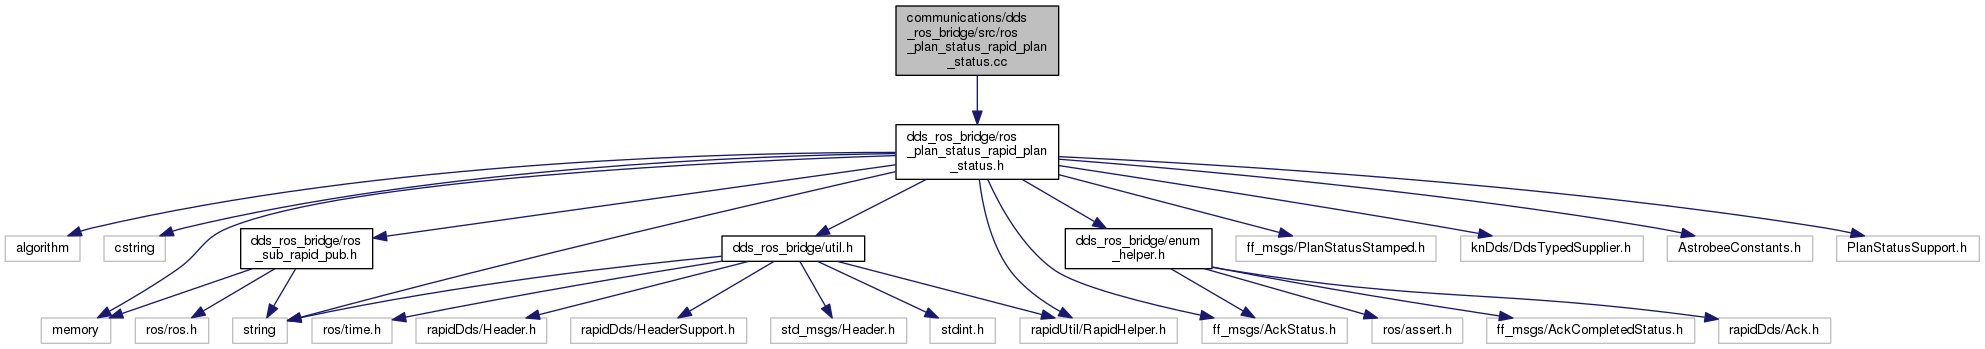 communications/dds
_ros_bridge/src/ros
_plan_status_rapid_plan
_status.cc
dds_ros_bridge/ros
_plan_status_rapid_plan
_status.h
algorithm
cstring
dds_ros_bridge/ros
_sub_rapid_pub.h
dds_ros_bridge/util.h
dds_ros_bridge/enum
_helper.h
ff_msgs/PlanStatusStamped.h
knDds/DdsTypedSupplier.h
AstrobeeConstants.h
PlanStatusSupport.h
memory
ros/ros.h
string
ros/time.h
rapidDds/Header.h
rapidDds/HeaderSupport.h
std_msgs/Header.h
stdint.h
rapidUtil/RapidHelper.h
ff_msgs/AckStatus.h
ros/assert.h
ff_msgs/AckCompletedStatus.h
rapidDds/Ack.h